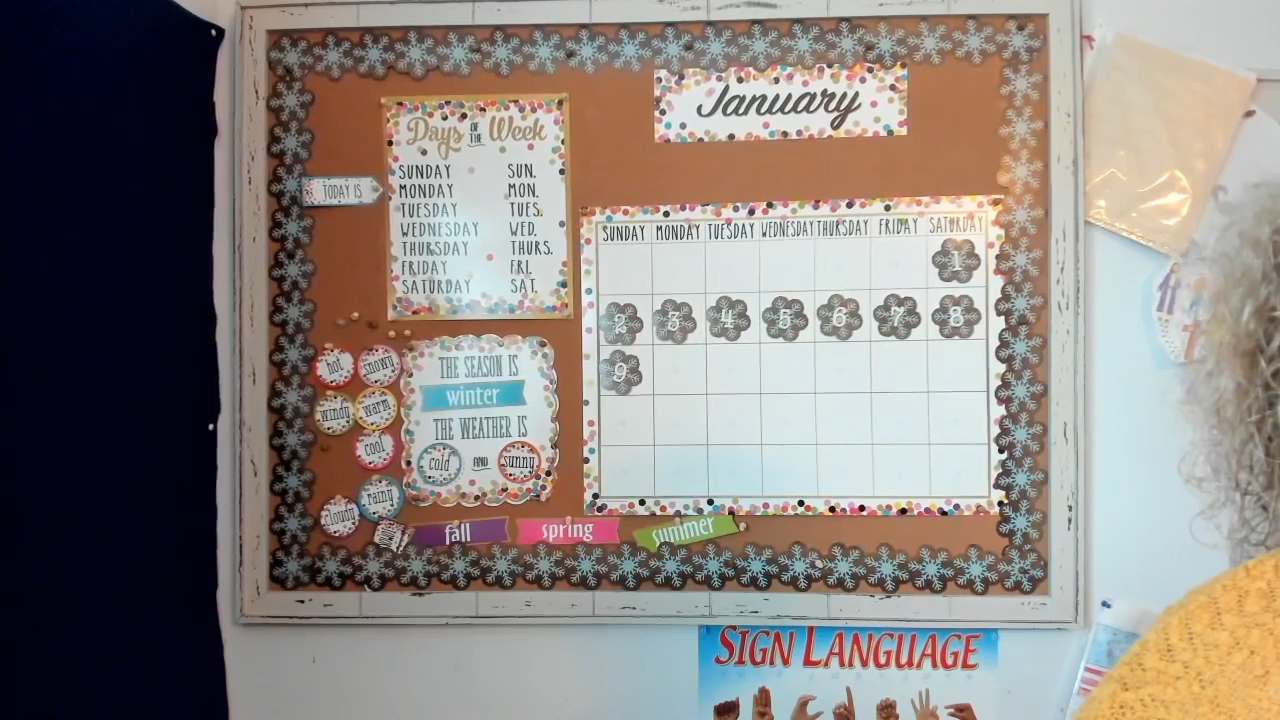 January
Days OF THE Week
SUNDAY SUN.
MONDAY MON.
TUESDAY TUES.
WEDNESDAY WED.
THURSDAY THURS.
FRIDAY FRI.
SATURDAY SAT.
TODAY IS
SUNDAY MONDAY TUESDAY WEDNESDAY THURSDAY FRIDAY SATURDAY
1
2 3 4 5 6 7 8
9
hot snowy
windy warm
cool
rainy
cloudy
THE SEASON IS
winter
THE WEATHER IS
cold AND sunny
fall spring summer
SIGN LANGUAGE